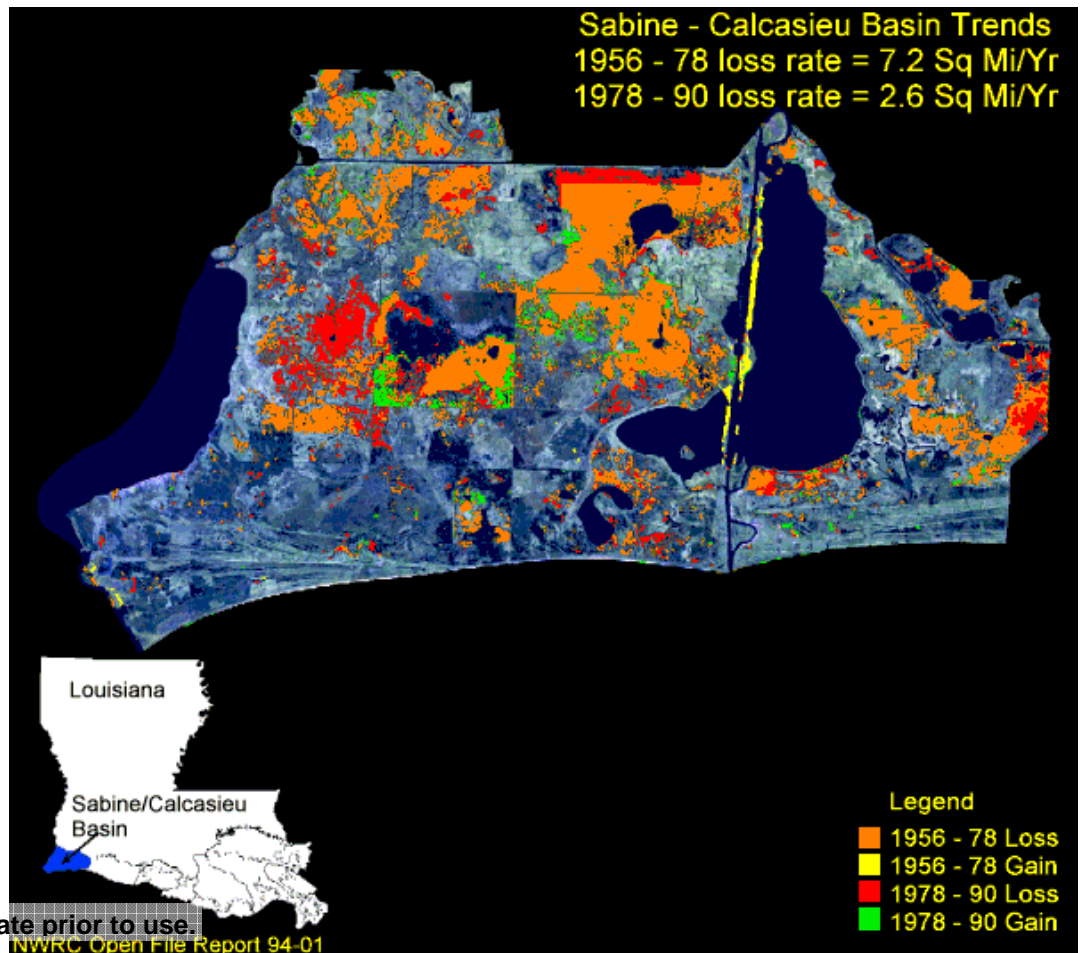 Sabine - Calcasieu Basin Trends
1956 - 78 loss rate = 7.2 Sq Mi/Yr
1978 - 90 loss rate = 2.6 Sq Mi/Yr
Louisiana
Sabine/Calcasieu
Basin
Legend
1956 - 78 Loss
1956 - 78 Gain
1978 - 90 Loss
1978 - 90 Gain
ate prior to use.
NWRC Open File Report 94-01